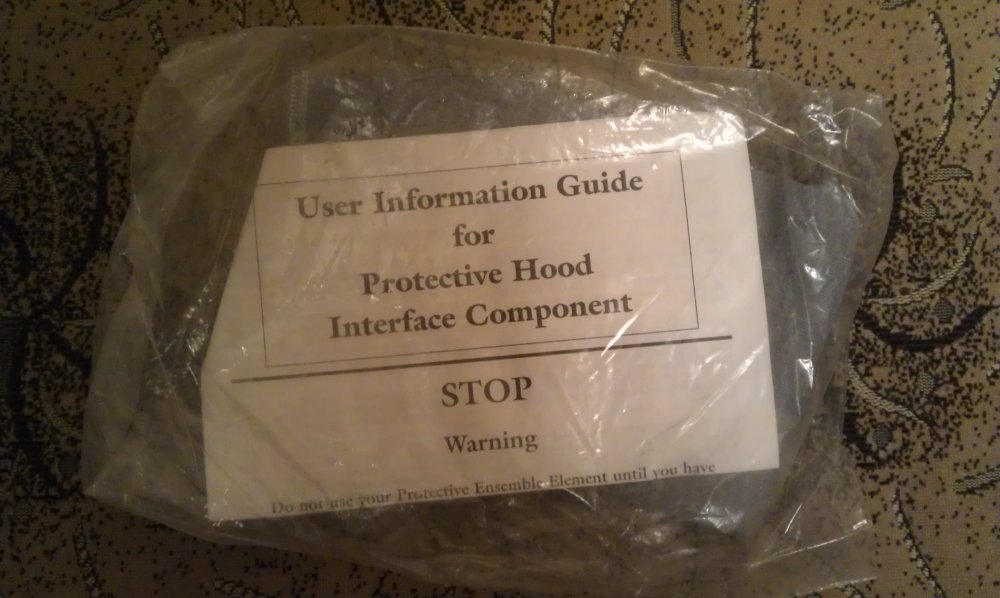 User Information Guide
for
Protective Hood
Interface Component
STOP
Warning
Do not use your Protective Ensemble Element until you have